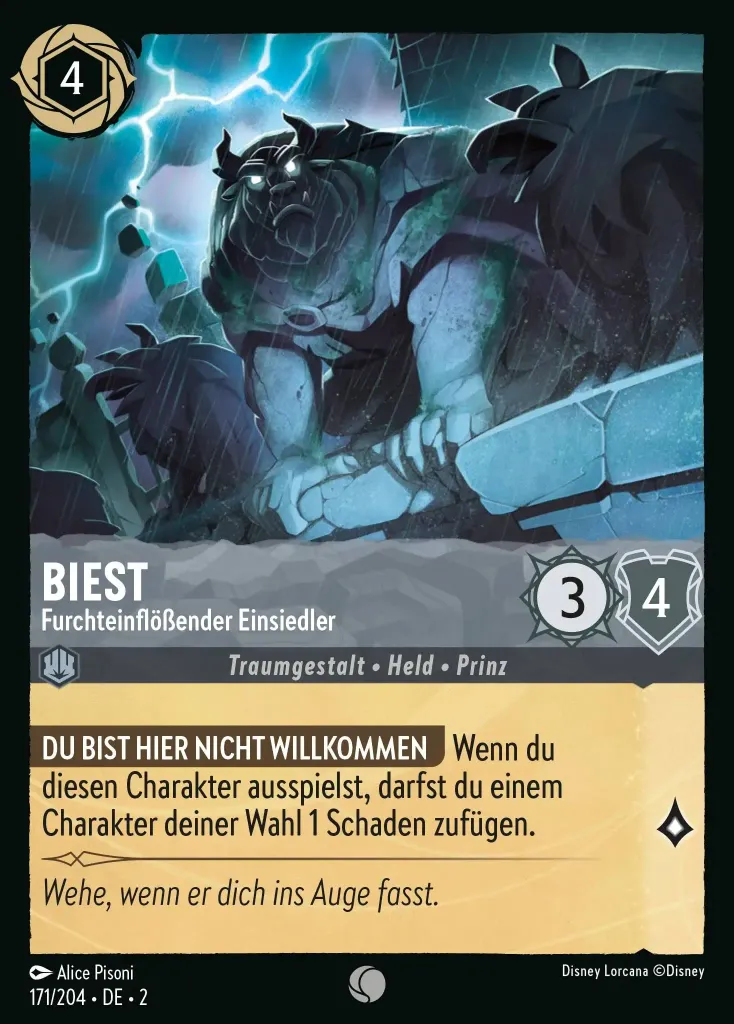 4
BIEST
Furchteinflößender Einsiedler
3
4
Traumgestalt • Held • Prinz
DU BIST HIER NICHT WILLKOMMEN Wenn du
diesen Charakter ausspielst, darfst du einem
Charakter deiner Wahl 1 Schaden zufügen.
Wehe, wenn er dich ins Auge fasst.
Alice Pisoni
Disney Lorcana ©Disney
171/204 • DE • 2